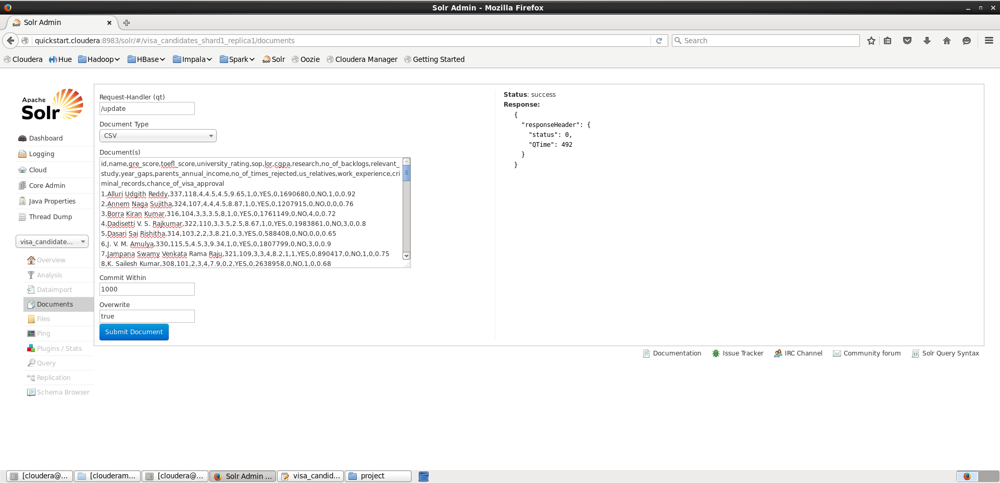 Solr Admin - Mozilla Firefox
Solr Admin
quickstart.cloudera:8983/solr/#/visa_candidates_shard1_replica1/documents
Search
Cloudera Hue Hadoop HBase Impala Spark Solr Oozie Cloudera Manager Getting Started
Apache
Solr
Dashboard
Logging
Cloud
Core Admin
Java Properties
Thread Dump
visa_candidate...
Overview
Analysis
Dataimport
Documents
Files
Ping
Plugins / Stats
Query
Replication
Schema Browser
Request-Handler (qt)
/update
Document Type
CSV
Document(s)
id,name,gre_score,toefl_score,university_rating,sop,lor,cgpa,research,no_of_backlogs,relevant_
study,year_gaps,parents_annual_income,no_of_times_rejected,us_relatives,work_experience,cri
minal_records,chance_of_visa_approval
1,Alluri Udgith Reddy,337,118,4,4.5,4.5,9.65,1,0,YES,0,1690680,0,NO,1,0,0.92
2,Annem Naga Sujitha,324,107,4,4,4.5,8.87,1,0,YES,0,1207915,0,NO,0,0,0.76
3,Borra Kiran Kumar,316,104,3,3,3.5,8,1,0,YES,0,1761149,0,NO,4,0,0.72
4,Dadisetti V. S. Rajkumar,322,110,3,3.5,2.5,8.67,1,0,YES,0,1983861,0,NO,3,0,0.8
5,Dasari Sai Rishitha,314,103,2,2,3,8.21,0,3,YES,0,588408,0,NO,0,0,0.65
6,J. V. M. Amulya,330,115,5,4.5,3,9.34,1,0,YES,0,1807799,0,NO,3,0,0.9
7,Jampana Swamy Venkata Rama Raju,321,109,3,3,4,8.2,1,1,YES,0,890417,0,NO,1,0,0.75
8,K. Sailesh Kumar,308,101,2,3,4,7.9,0,2,YES,0,2638958,0,NO,1,0,0.68
Commit Within
1000
Overwrite
true
Submit Document
Status: success
Response:
{
"responseHeader": {
"status": 0,
"QTime": 492
}
}
Documentation Issue Tracker IRC Channel Community forum Solr Query Syntax
[cloudera@... [clouderam... [cloudera@... Solr Admin ... visa_candid... project